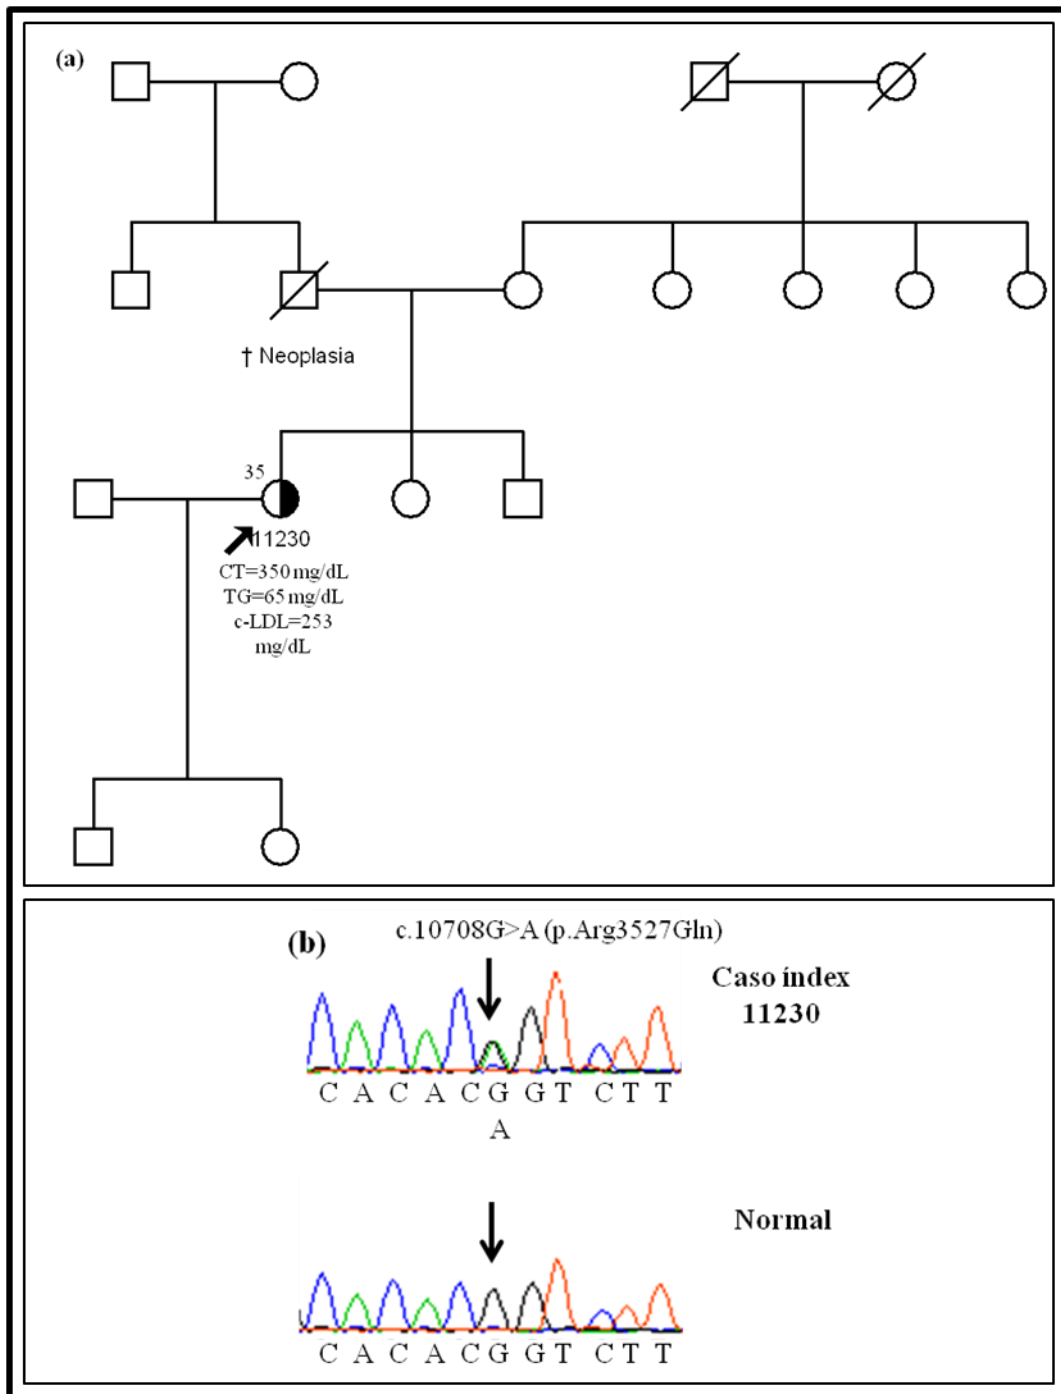 (a)
† Neoplasia
35
11230
CT=350 mg/dL
TG=65 mg/dL
c-LDL=253
mg/dL
(b)
c.10708G>A (p.Arg3527Gln)
Caso índex
11230
C A C A C G G T C T T
A
Normal
C A C A C G G T C T T